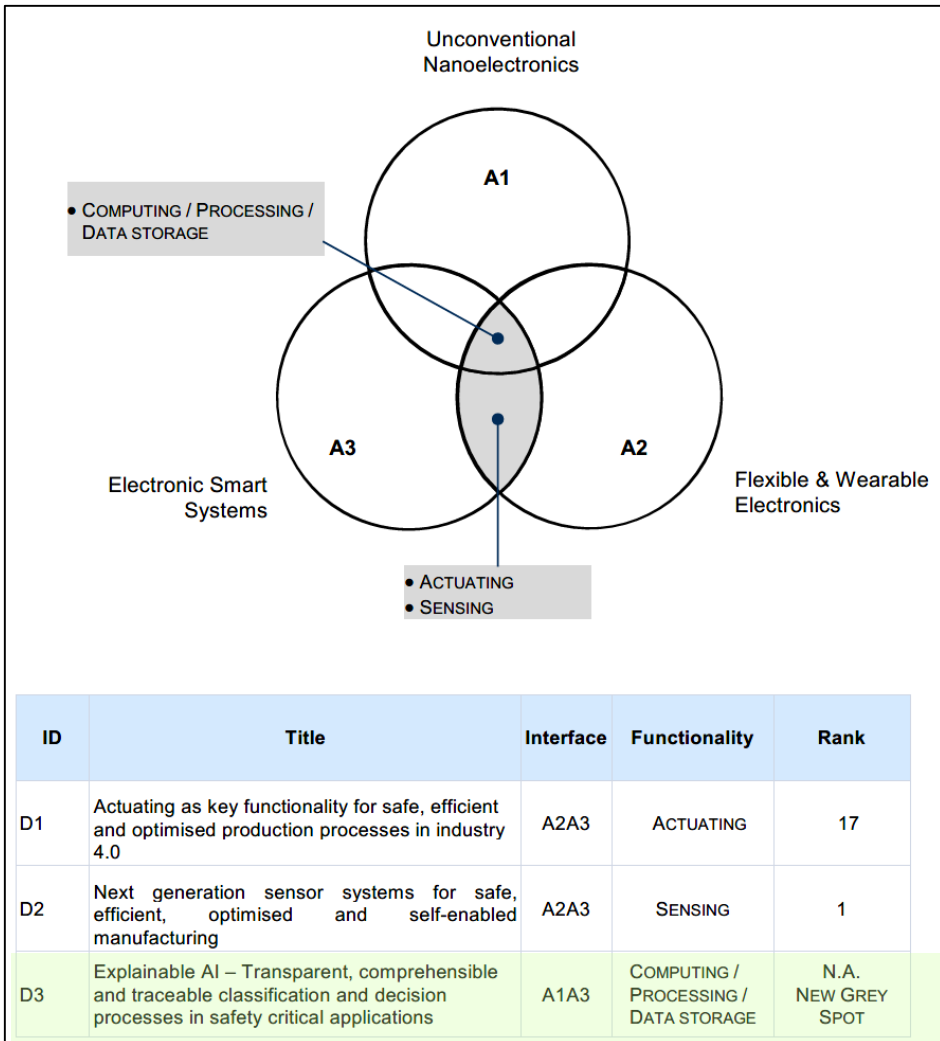 Unconventional
Nanoelectronics
A1
• COMPUTING / PROCESSING /
DATA STORAGE
A3
A2
Electronic Smart
Systems
Flexible & Wearable
Electronics
• ACTUATING
• SENSING
ID Title Interface Functionality Rank
Actuating as key functionality for safe, efficient
D1 and optimised production processes in industry A2A3 ACTUATING 17
4.0
Next generation sensor systems for safe,
D2 efficient, optimised and self-enabled A2A3 SENSING 1
manufacturing
Explainable AI – Transparent, comprehensible COMPUTING / N.A.
D3 and traceable classification and decision A1A3 PROCESSING / NEW GREY
processes in safety critical applications DATA STORAGE SPOT